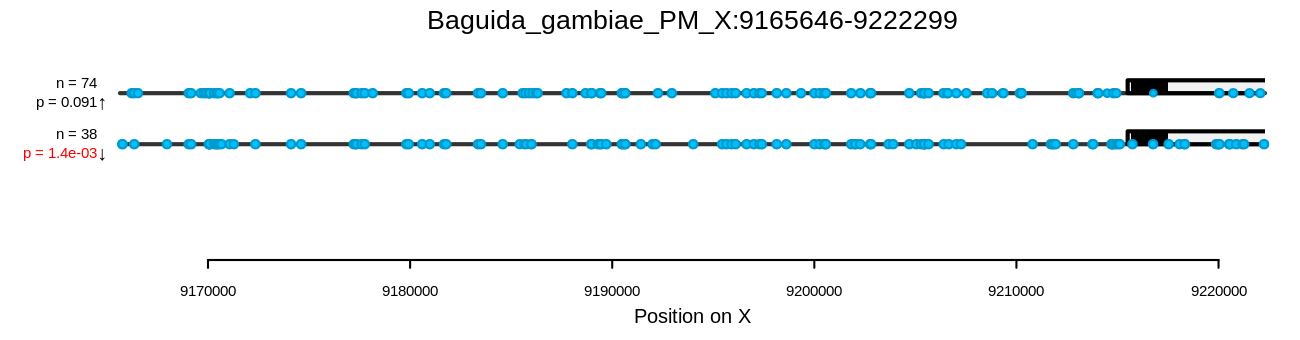 Baguida_gambiae_PM_X:9165646-9222299
n = 74
p = 0.091↑
n = 38
p = 1.4e-03↓
9170000 9180000 9190000 9200000 9210000 9220000
Position on X